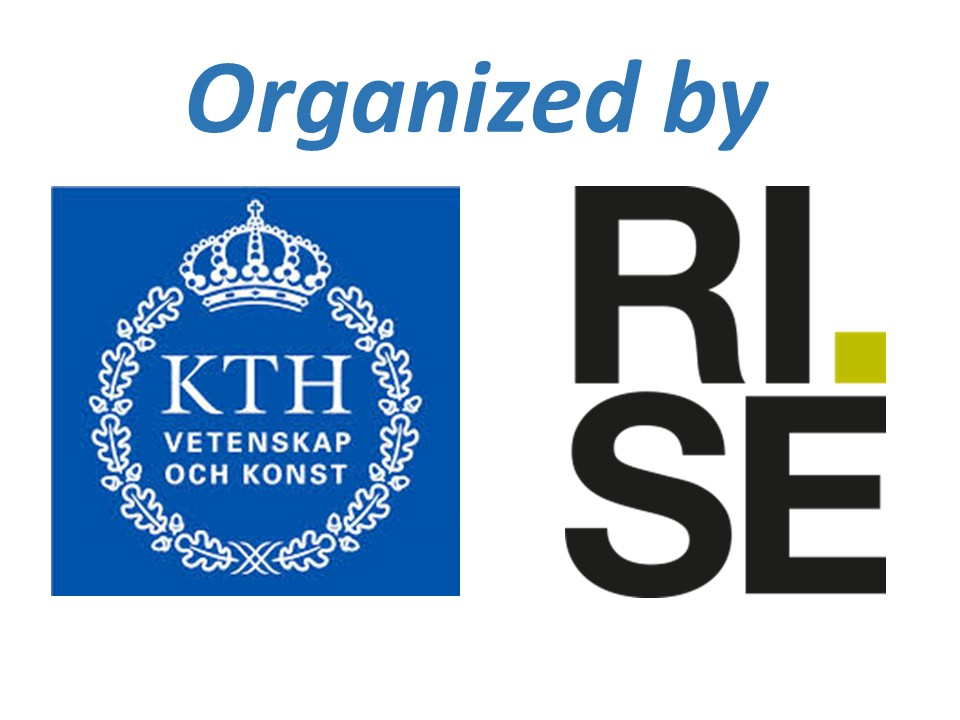 Organized by
KTH
VETENSKAP
OCH KONST
RI.
SE